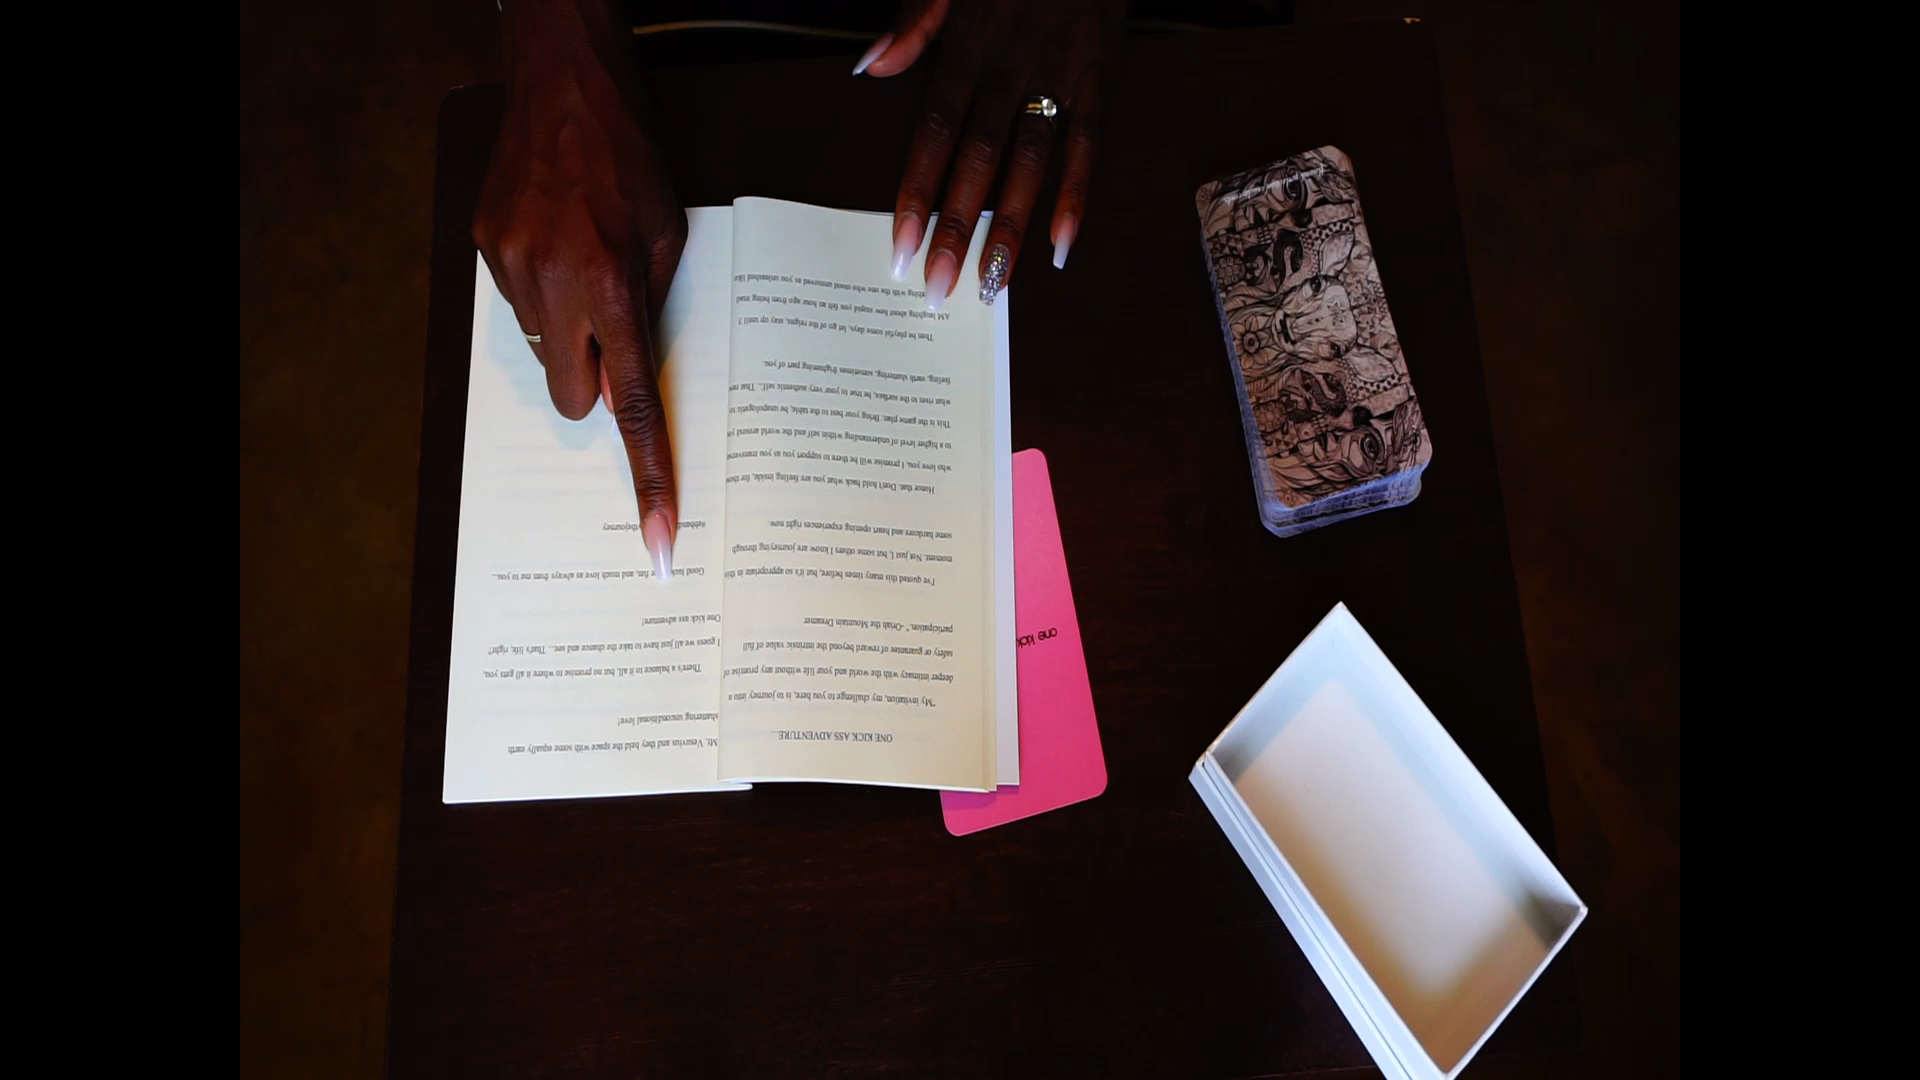 ONE KICK ASS ADVENTURE...
"My invitation, my challenge to you here, is to journey into a
deeper intimacy with the world and your life without any promise of
safety or guarantee of reward beyond the intrinsic value of full
participation." -Oriah the Mountain Dreamer
I've quoted this many times before, but it's so appropriate in this
moment. Not just I, but some others I know are journeying through
some hardcore and heart opening experiences right now.
Honor that. Don't hold back what you are feeling inside, for
who love you, I promise will be there to support you as you
to a higher level of understanding within self and the world around
This is the game plan: Bring your best to the table, be unapologetic to
what rises to the surface, be true to your very authentic self... That
feeling, earth shattering, sometimes frightening part of you.
Then be playful some days, let go of the reigns, stay up until 3
AM laughing about how stupid you felt an hour ago from being mad
with the one who stood unmoved as you unleashed like
Mt. Vesuvius and they held the space with some equally earth
shattering unconditional love!
There's a balance to it all, but no promise to where it all gets you,
I guess we all just have to take the chance and see... That's life, right?
One kick ass adventure!
Good luck, fun, and much love as always from me to you...
one kick